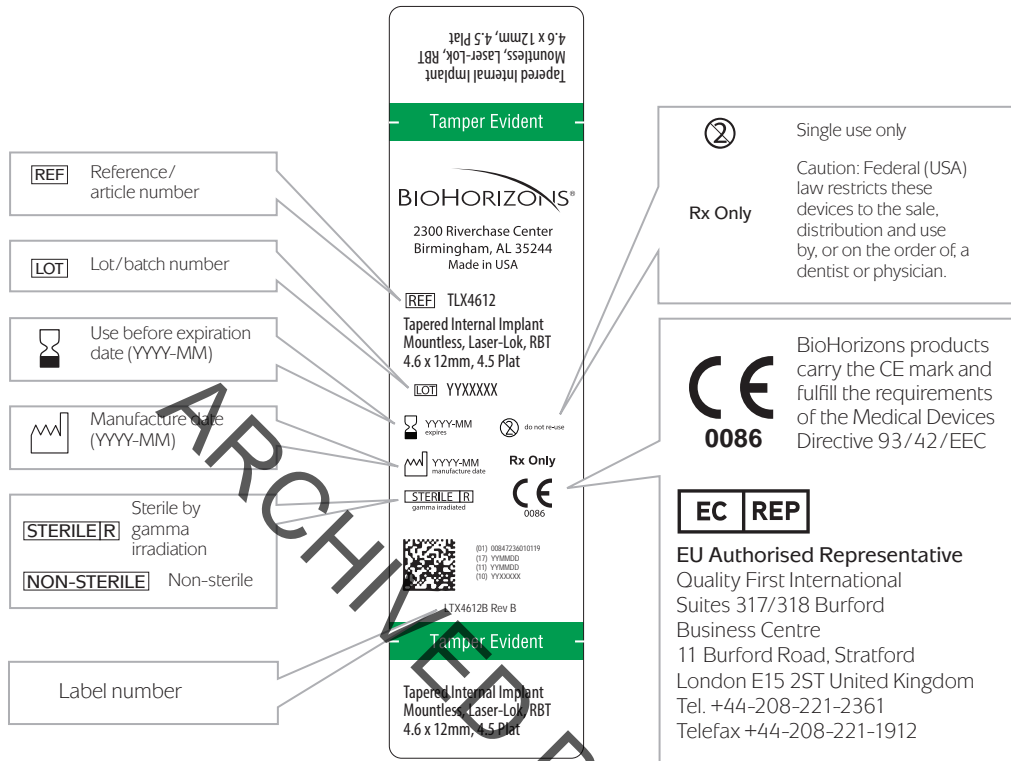 Tapered Internal Implant
Mountless, Laser-Lok, RBT
4.6 x 12mm, 4.5 Plat
Tamper Evident
BIOHORIZONS®
2300 Riverchase Center
Birmingham, AL 35244
Made in USA
REF TLX4612
Tapered Internal Implant
Mountless, Laser-Lok, RBT
4.6 x 12mm, 4.5 Plat
LOT YYXXXXX
YYYY-MM
expires
2 do not re-use
YYYY-MM
manufacture date
Rx Only
STERILE R
gamma irradiated
CE
0086
(01) 00847236010119
(17) YYMMDD
(11) YYMMDD
(10) YYXXXXX
LTX4612B Rev B
Tamper Evident
Tapered Internal Implant
Mountless, Laser-Lok, RBT
4.6 x 12mm, 4.5 Plat
REF Reference/
article number
LOT Lot/batch number
Use before expiration
date (YYYY-MM)
Manufacture date
(YYYY-MM)
STERILE R Sterile by
gamma
irradiation
NON-STERILE Non-sterile
Label number
2 Single use only
Rx Only Caution: Federal (USA)
law restricts these
devices to the sale,
distribution and use
by, or on the order of, a
dentist or physician.
CE
0086
BioHorizons products
carry the CE mark and
fulfill the requirements
of the Medical Devices
Directive 93/42/EEC
EC REP
EU Authorised Representative
Quality First International
Suites 317/318 Burford
Business Centre
11 Burford Road, Stratford
London E15 2ST United Kingdom
Tel. +44-208-221-2361
Telefax +44-208-221-1912
ARCHIVED